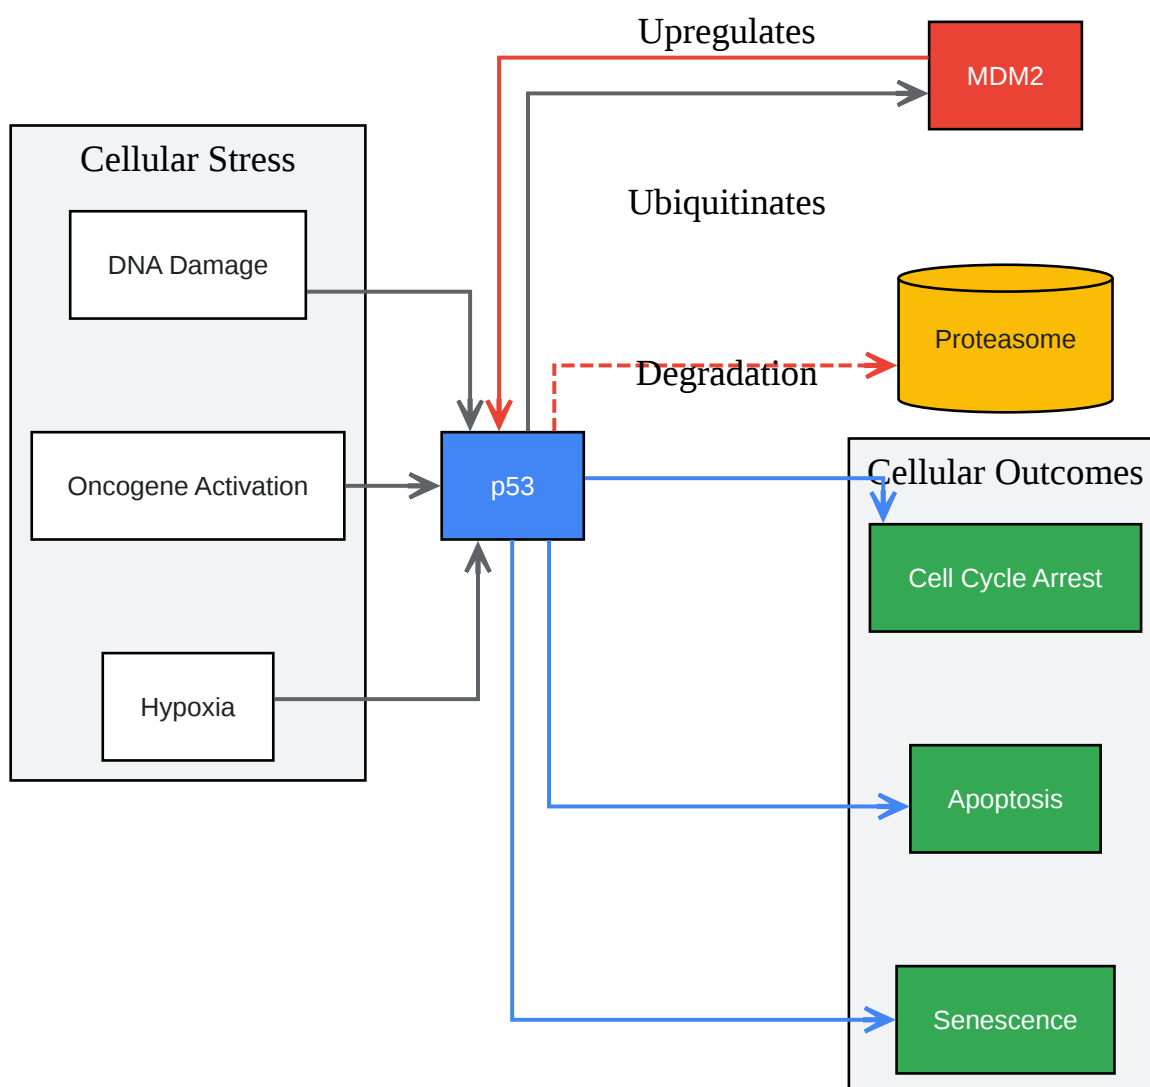 Upregulates
MDM2
Cellular Stress
DNA Damage
Ubiquitinates
Proteasome
Degradation
Oncogene Activation
p53
Cellular Outcomes
Cell Cycle Arrest
Hypoxia
Apoptosis
Senescence